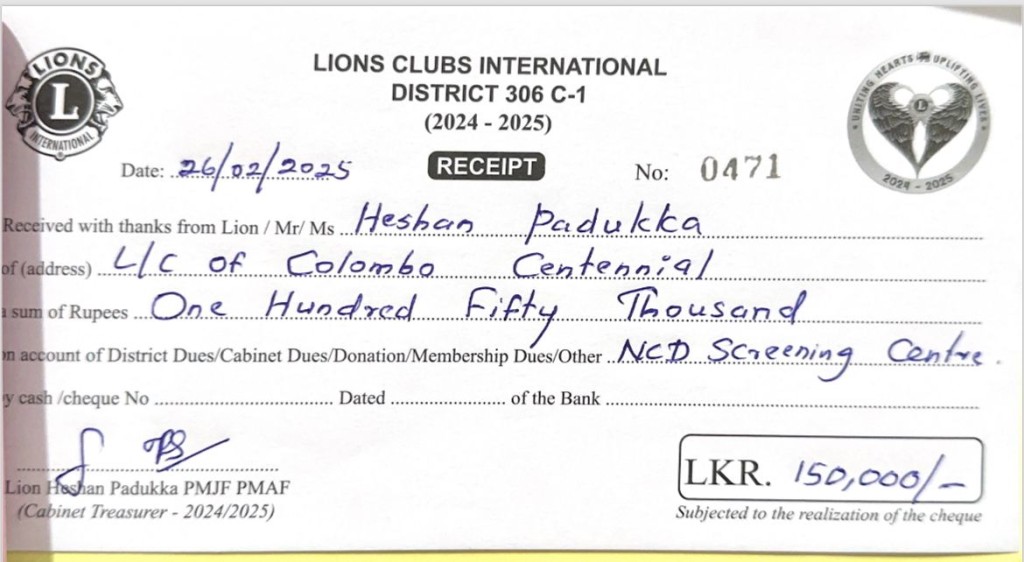 LIONS
L
INTERNATIONAL
LIONS CLUBS INTERNATIONAL
DISTRICT 306 C-1
(2024 - 2025)
UNITING HEARTS UPLIFTING LIVES
L
2024 - 2025
Date: 26/02/2025 RECEIPT No: 0471
Received with thanks from Lion / Mr/ Ms Heshan Padukka
of (address) L/C of Colombo Centennial
a sum of Rupees One Hundred Fifty Thousand
on account of District Dues/Cabinet Dues/Donation/Membership Dues/Other NCD Screening Centre.
y cash /cheque No .................... Dated .................... of the Bank ....................
Lion Heshan Padukka PMJF PMAF
(Cabinet Treasurer - 2024/2025)
LKR. 150,000/-
Subjected to the realization of the cheque